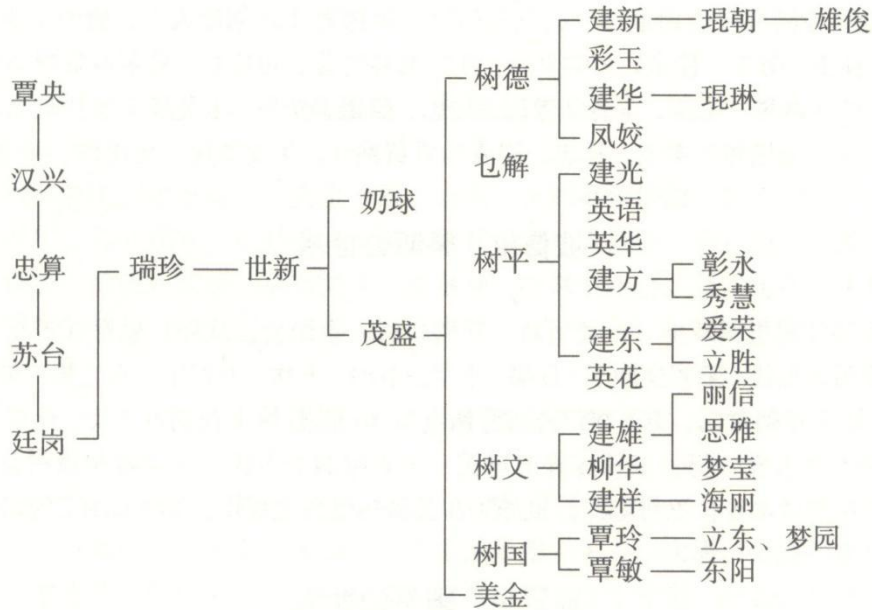 覃央
汉兴
忠算
苏台
廷岗
瑞珍
世新
奶球
茂盛
树德
乜解
树平
树文
树国
美金
建新
彩玉
建华
凤姣
建光
英语
英华
建方
建东
英花
建雄
柳华
建样
覃玲
覃敏
琨朝
琨琳
彰永
秀慧
爱荣
立胜
丽信
思雅
梦莹
海丽
立东、梦园
东阳
雄俊